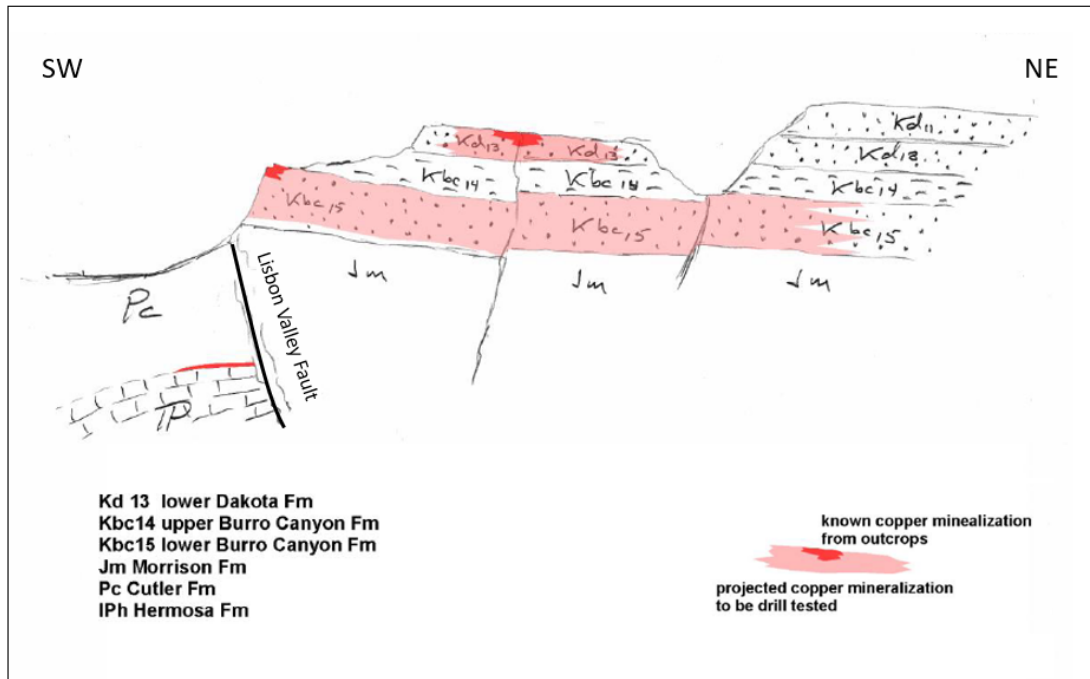 SW
NE
Kd11
Kd13
Kd13
Kd12
Kbc14
Kbc14
Kbc14
Kbc15
Kbc15
Kbc15
Jm
Jm
Jm
Pc
Lisbon Valley Fault
IP
Kd 13 lower Dakota Fm
Kbc14 upper Burro Canyon Fm
Kbc15 lower Burro Canyon Fm
Jm Morrison Fm
Pc Cutler Fm
IPh Hermosa Fm
known copper minealization
from outcrops
projected copper mineralization
to be drill tested